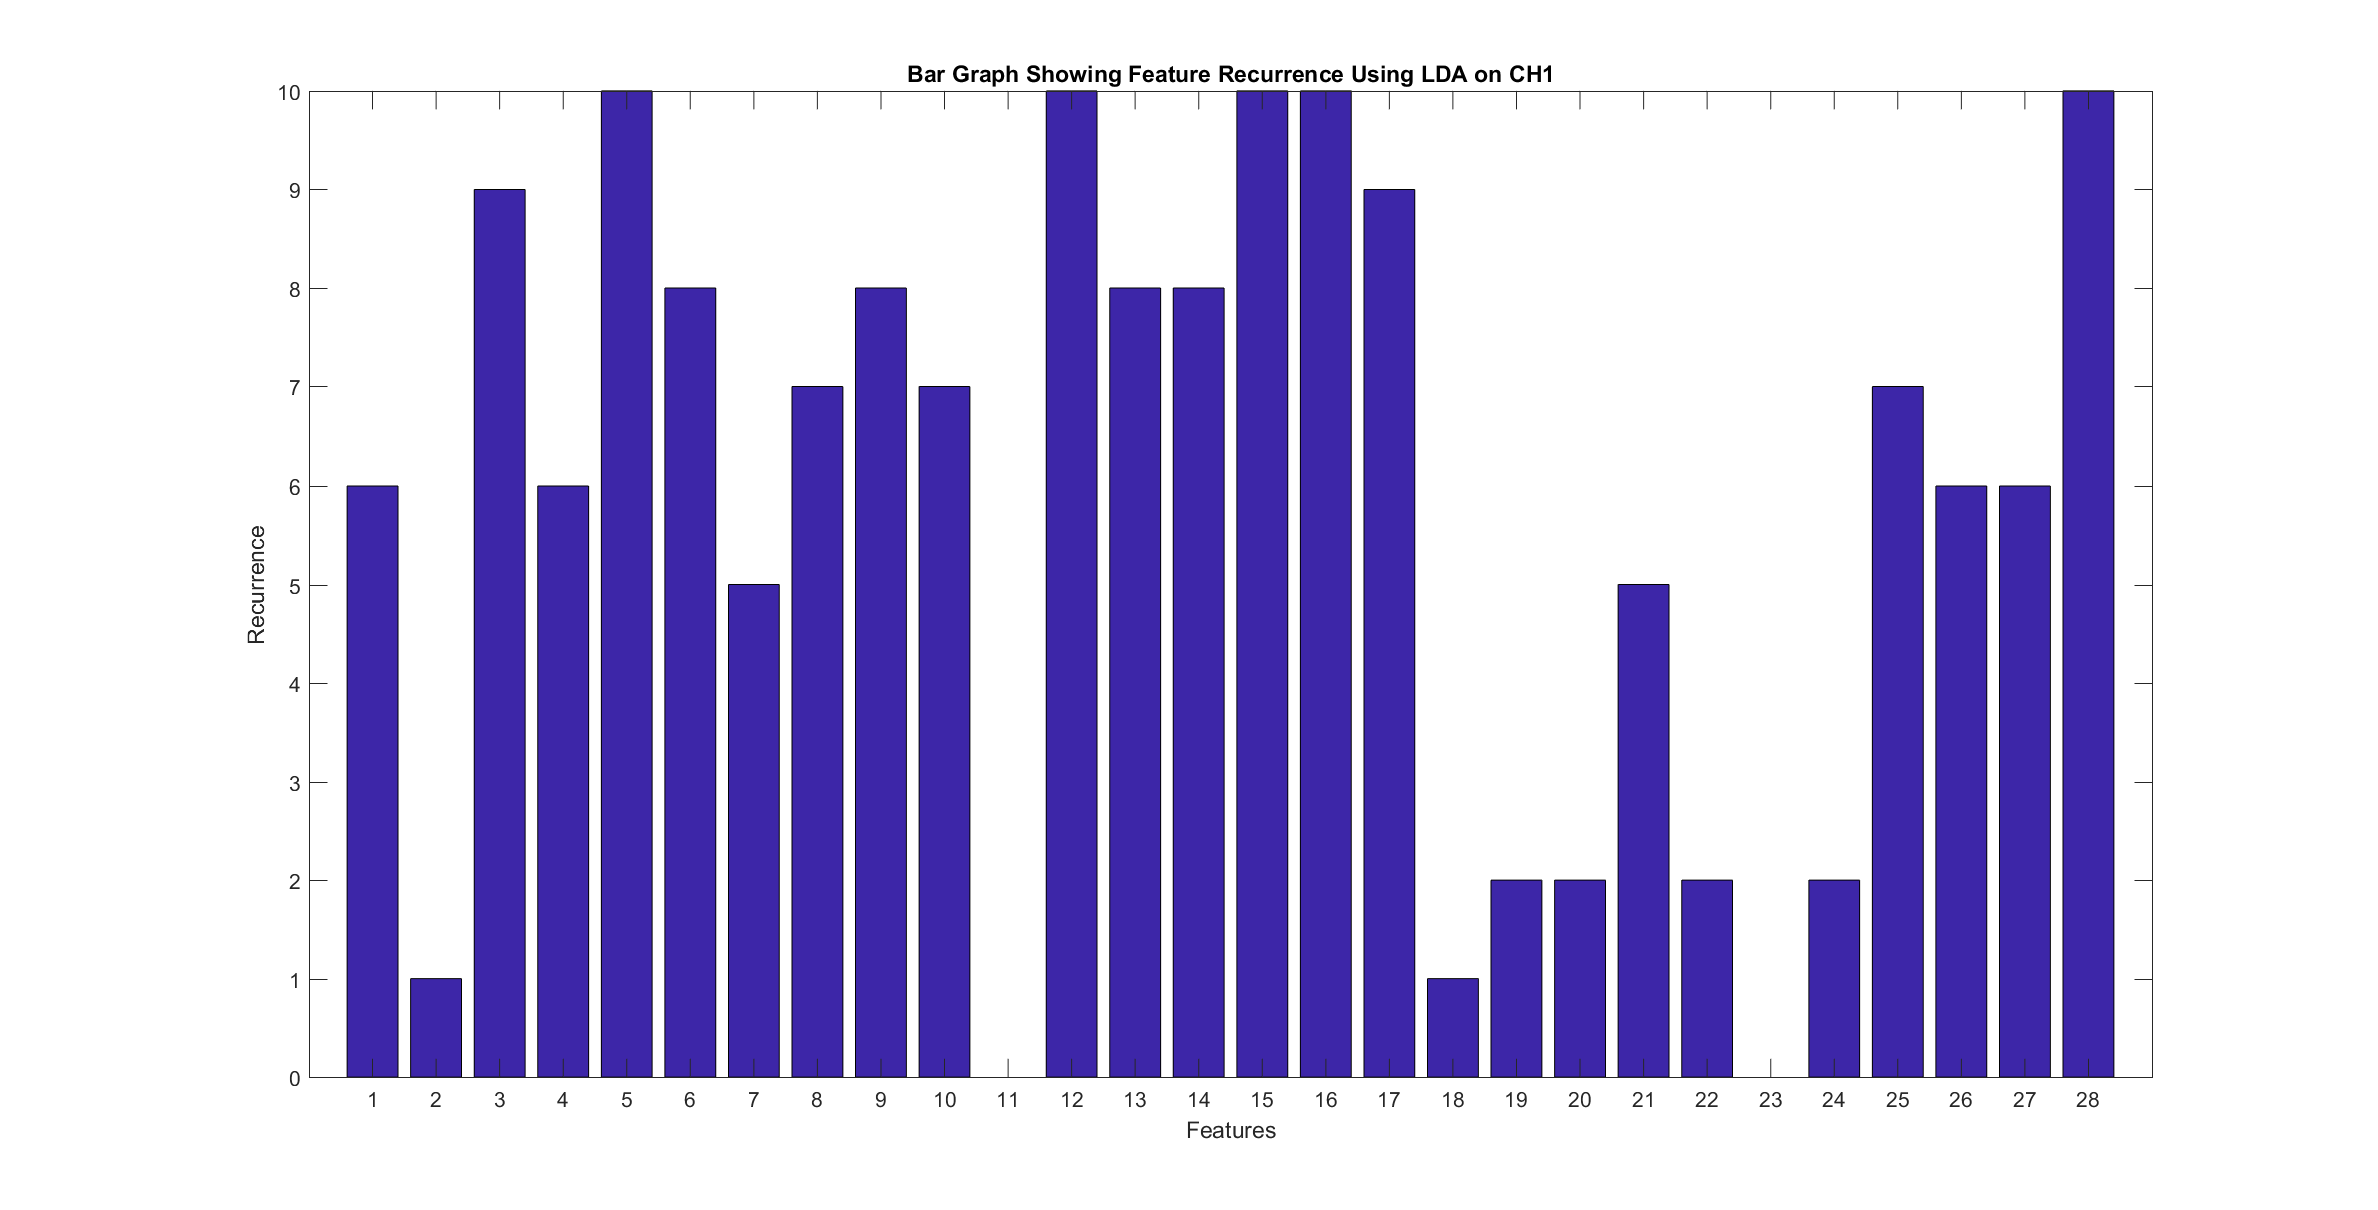 Bar Graph Showing Feature Recurrence Using LDA on CH1
10
9
8
7
6
5
4
3
2
1
0
Recurrence
1 2 3 4 5 6 7 8 9 10 11 12 13 14 15 16 17 18 19 20 21 22 23 24 25 26 27 28
Features